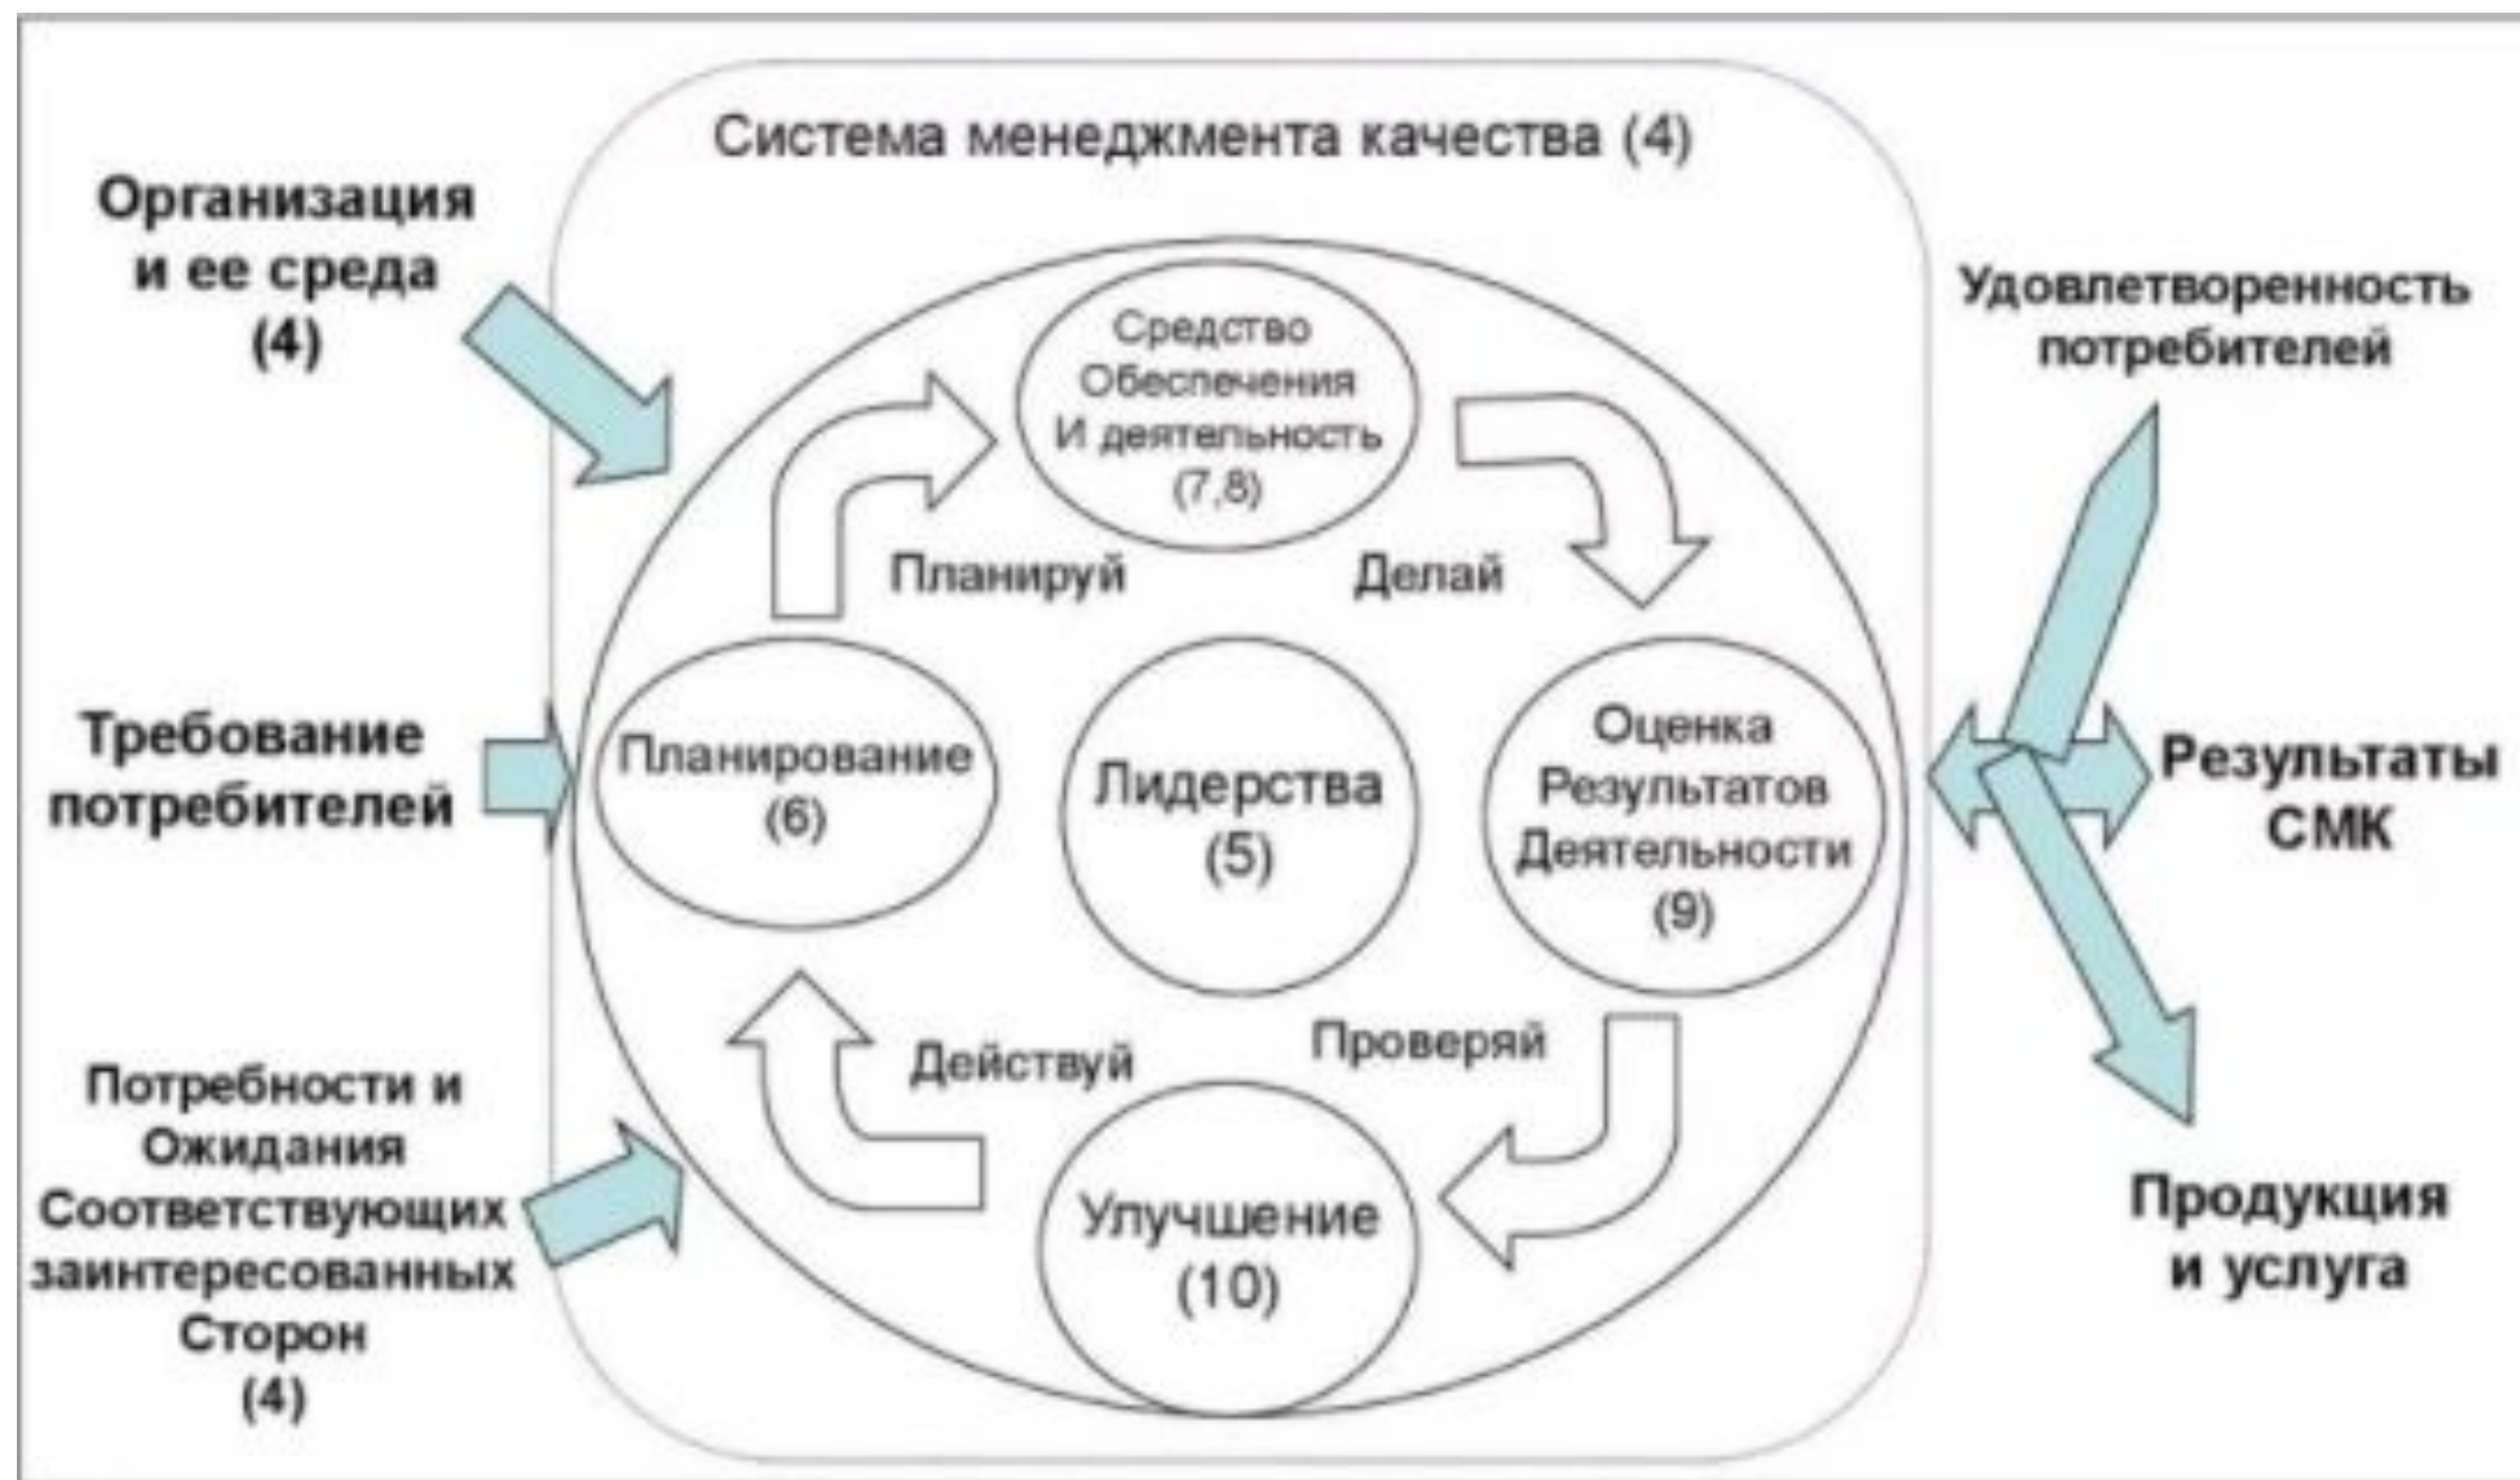 Система менеджмента качества (4)
Организация
и ее среда
(4)
Требование
потребителей
Потребности и
Ожидания
Соответствующих
заинтересованных
Сторон
(4)
Средство
Обеспечения
И деятельность
(7,8)
Планируй
Делай
Планирование
(6)
Лидерства
(5)
Оценка
Результатов
Деятельности
(9)
Действуй
Проверяй
Улучшение
(10)
Удовлетворенность
потребителей
Результаты
СМК
Продукция
и услуга